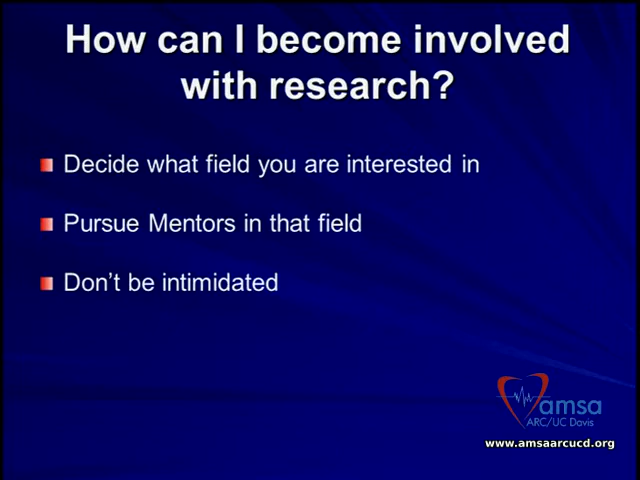 How can I become involved
with research?
Decide what field you are interested in
Pursue Mentors in that field
Don't be intimidated
amsa
ARC/UC Davis
www.amsaarcucd.org